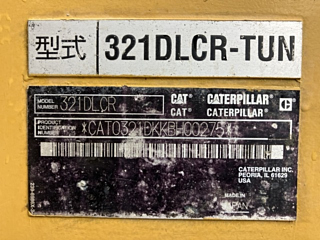 型式 321DLCR-TUN
MODEL NUMBER 321DLCR CAT CATERPILLAR
CAT CATERPILLAR
PRODUCT IDENTIFICATION NUMBER
CATERPILLAR INC.
PEORIA, IL 61629
USA
MADE IN
JAPAN